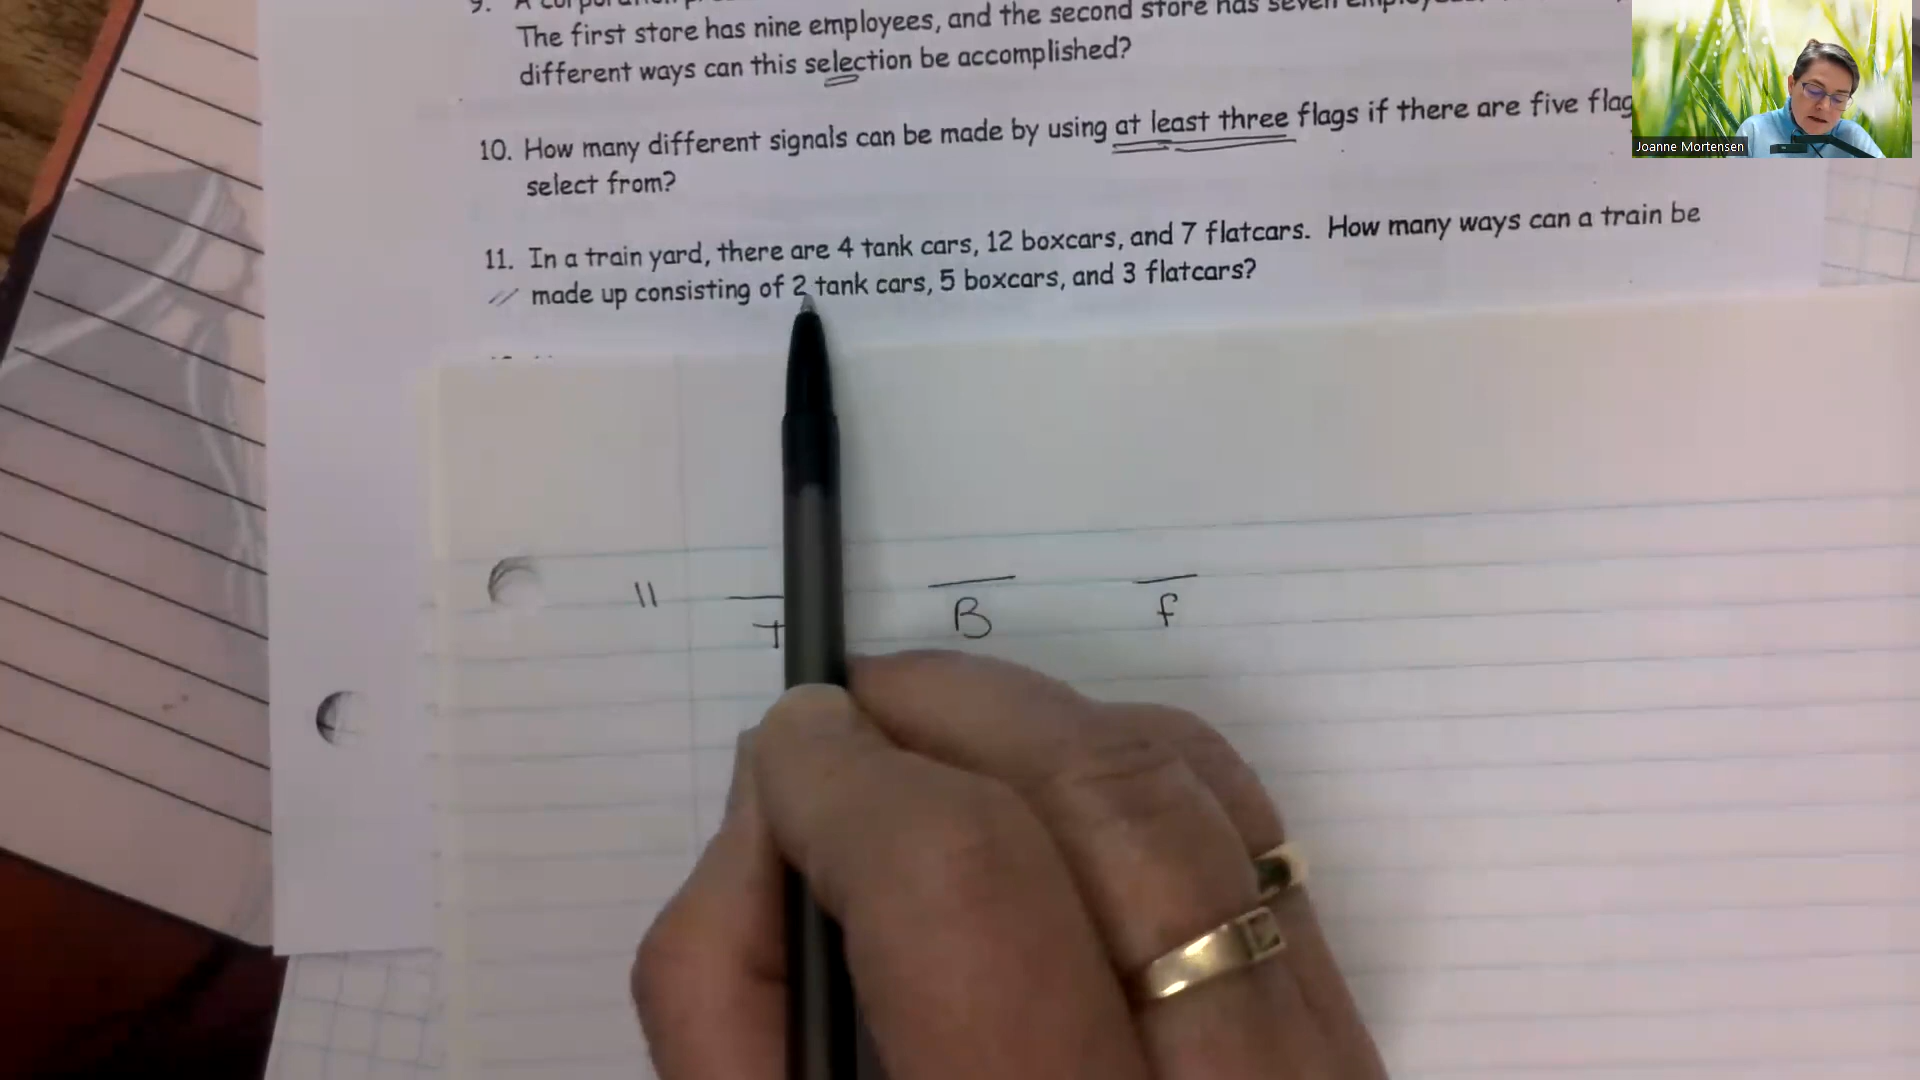 9. A
The first store has nine employees, and the second store has seven
different ways can this selection be accomplished?
10. How many different signals can be made by using at least three flags if there are five
select from?
11. In a train yard, there are 4 tank cars, 12 boxcars, and 7 flatcars. How many ways can a train be
made up consisting of 2 tank cars, 5 boxcars, and 3 flatcars?
Joanne Mortensen
11 T B f